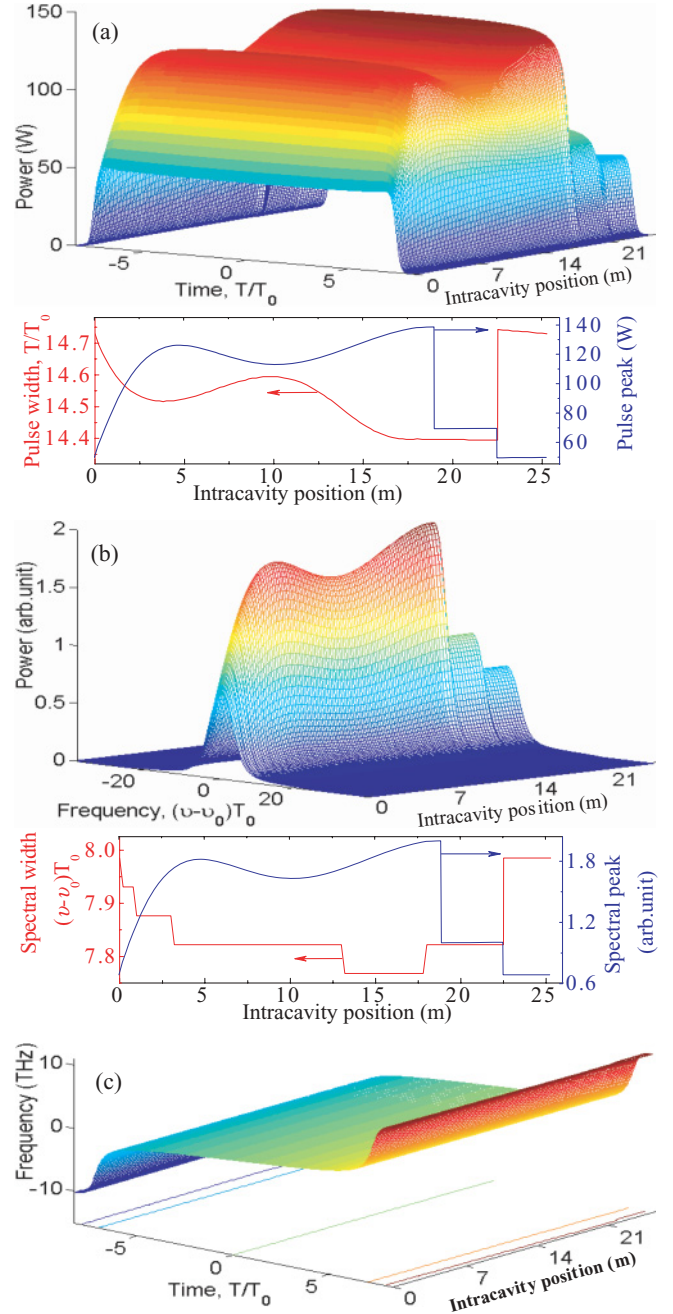 (a)
150
100
50
0
Power (W)
-5
0
5
Time, T/T0
0
7
14
21
Intracavity position (m)
14.7
14.6
14.5
14.4
Pulse width, T/T0
140
120
100
80
60
Pulse peak (W)
0 5 10 15 20 25
Intracavity position (m)
(b)
2
1.5
1
0.5
0
Power (arb.unit)
-20
0
20
Frequency, (υ-υ0)T0
0
7
14
21
Intracavity position (m)
8.0
7.9
7.8
Spectral width
(υ-υ0)T0
1.8
1.2
0.6
Spectral peak
(arb.unit)
0 5 10 15 20 25
Intracavity position (m)
(c)
10
0
-10
Frequency (THz)
-5
0
5
Time, T/T0
0
7
14
21
Intracavity position (m)